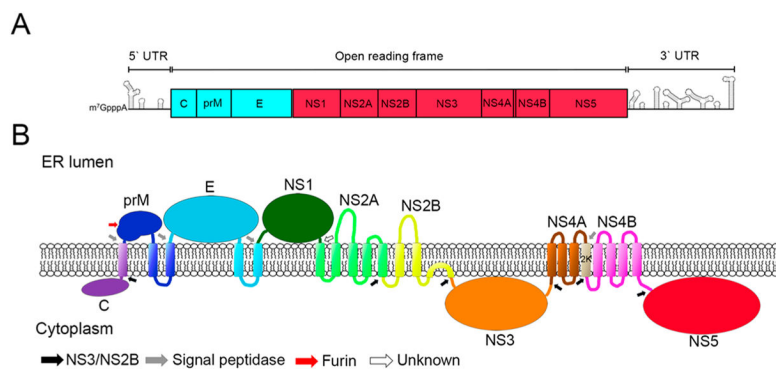 A
5` UTR Open reading frame 3` UTR
m⁷GpppA C prM E NS1 NS2A NS2B NS3 NS4A NS4B NS5
B
ER lumen
prM E NS1 NS2A NS2B NS4A NS4B
2K
C NS3 NS5
Cytoplasm
NS3/NS2B Signal peptidase Furin Unknown